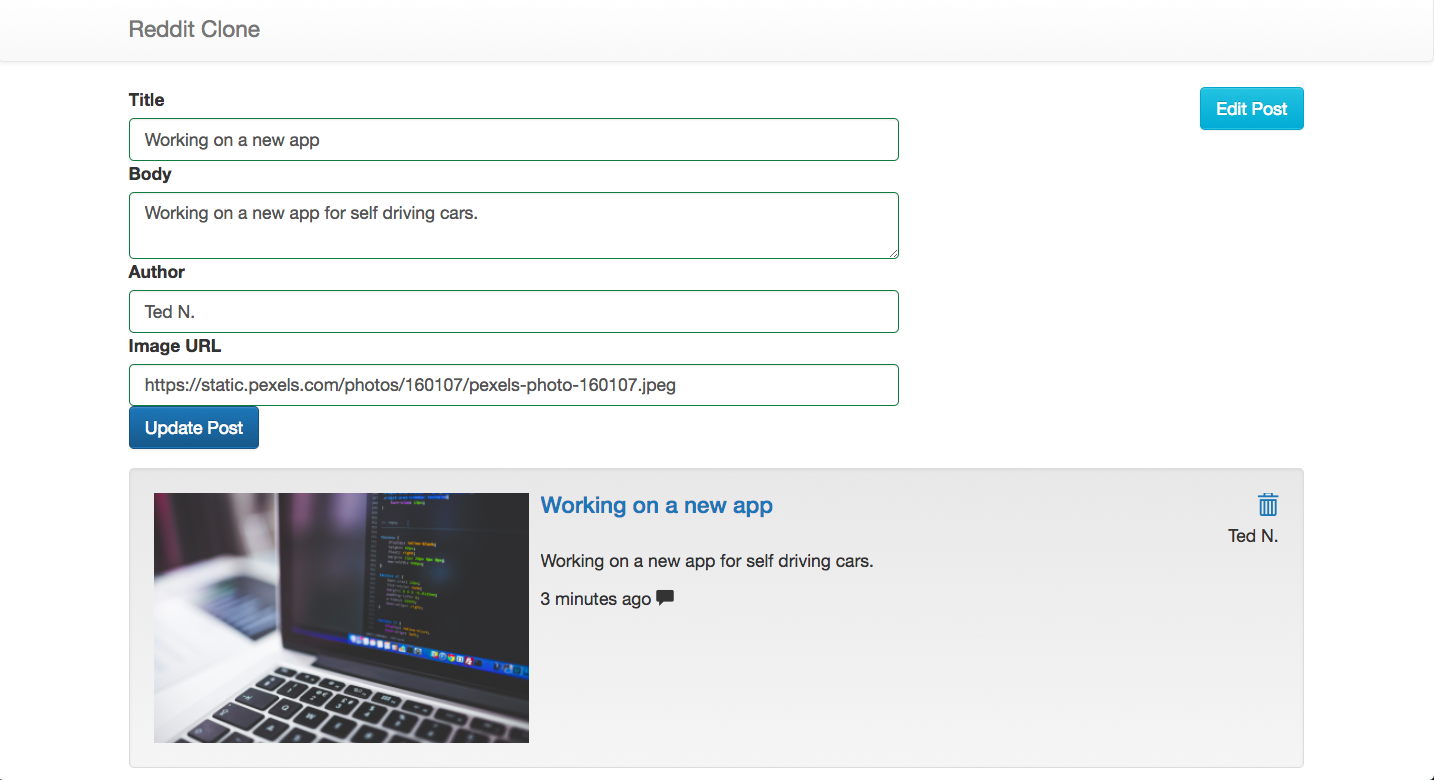 Reddit Clone
Title
Edit Post
Working on a new app
Body
Working on a new app for self driving cars.
Author
Ted N.
Image URL
https://static.pexels.com/photos/160107/pexels-photo-160107.jpeg
Update Post
Working on a new app
Ted N.
Working on a new app for self driving cars.
3 minutes ago